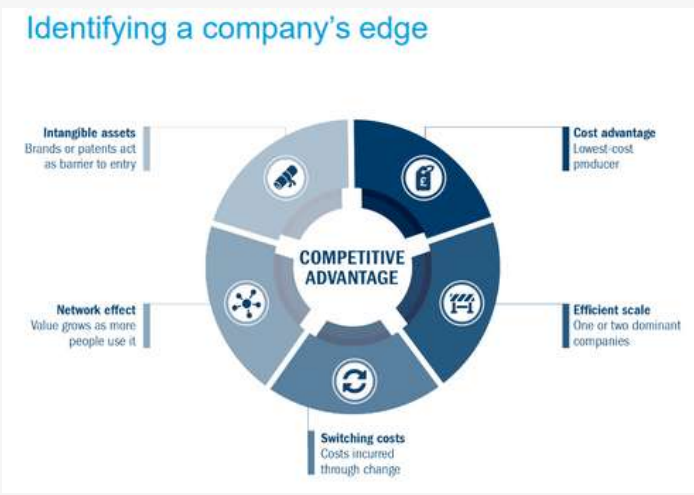 Identifying a company's edge
Intangible assets
Brands or patents act
as barrier to entry
Cost advantage
Lowest-cost
producer
£
COMPETITIVE
ADVANTAGE
Network effect
Value grows as more
people use it
Efficient scale
One or two dominant
companies
Switching costs
Costs incurred
through change